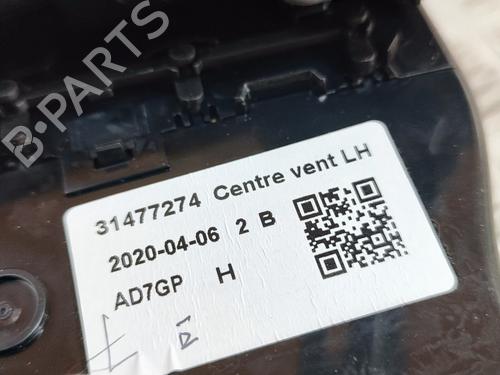 B-PARTS
31477274 Centre vent LH
2020-04-06 2 B
AD7GP H